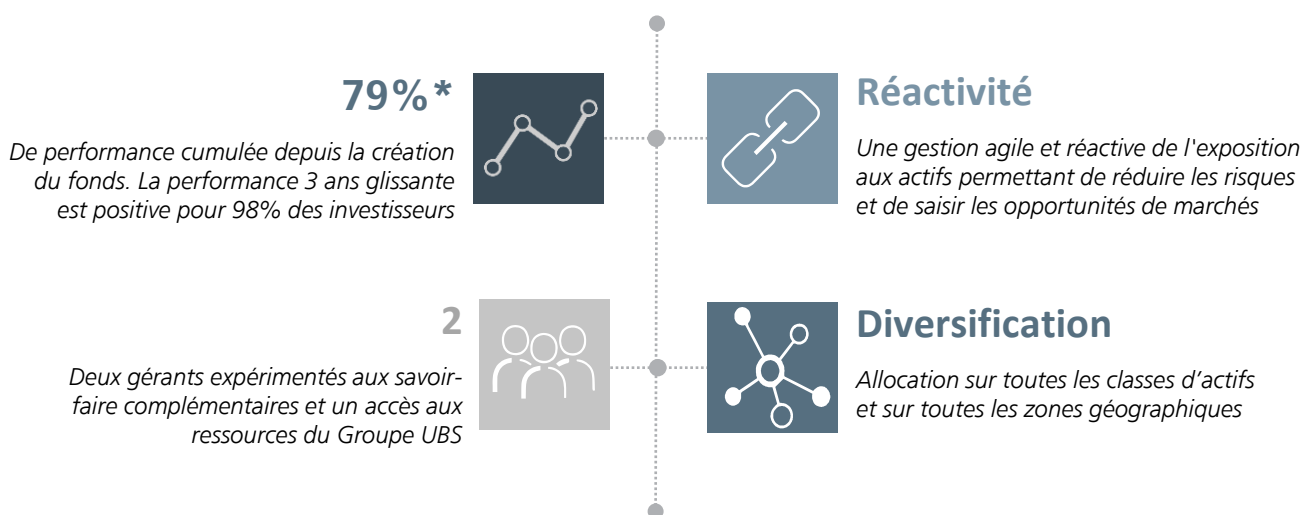 79%*
De performance cumulée depuis la création
du fonds. La performance 3 ans glissante
est positive pour 98% des investisseurs
Réactivité
Une gestion agile et réactive de l'exposition
aux actifs permettant de réduire les risques
et de saisir les opportunités de marchés
2
Deux gérants expérimentés aux savoir-
faire complémentaires et un accès aux
ressources du Groupe UBS
Diversification
Allocation sur toutes les classes d’actifs
et sur toutes les zones géographiques